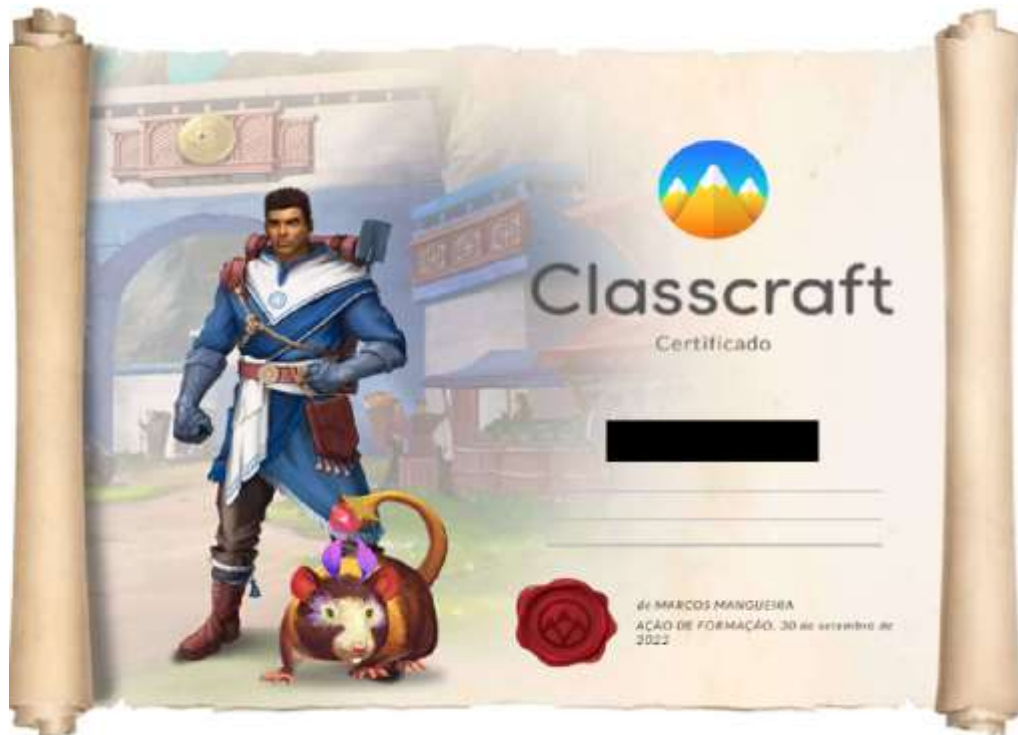 Classcraft
Certificado
de MARCOS MANGUEIRA
AÇÃO DE FORMAÇÃO, 30 de setembro de
2022